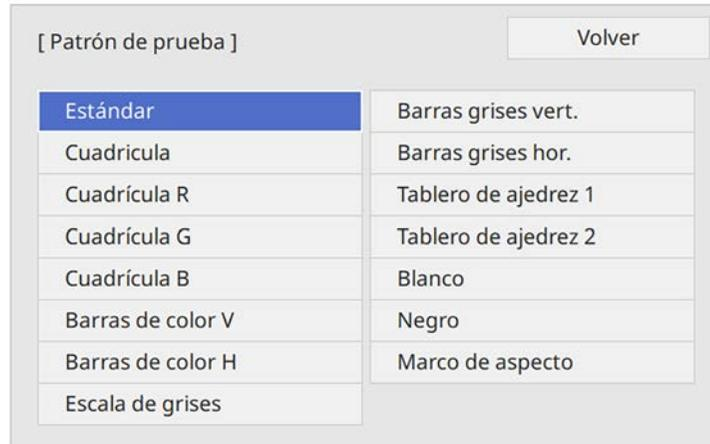 [ Patrón de prueba ]
Volver
Estándar
Cuadricula
Cuadrícula R
Cuadrícula G
Cuadrícula B
Barras de color V
Barras de color H
Escala de grises
Barras grises vert.
Barras grises hor.
Tablero de ajedrez 1
Tablero de ajedrez 2
Blanco
Negro
Marco de aspecto